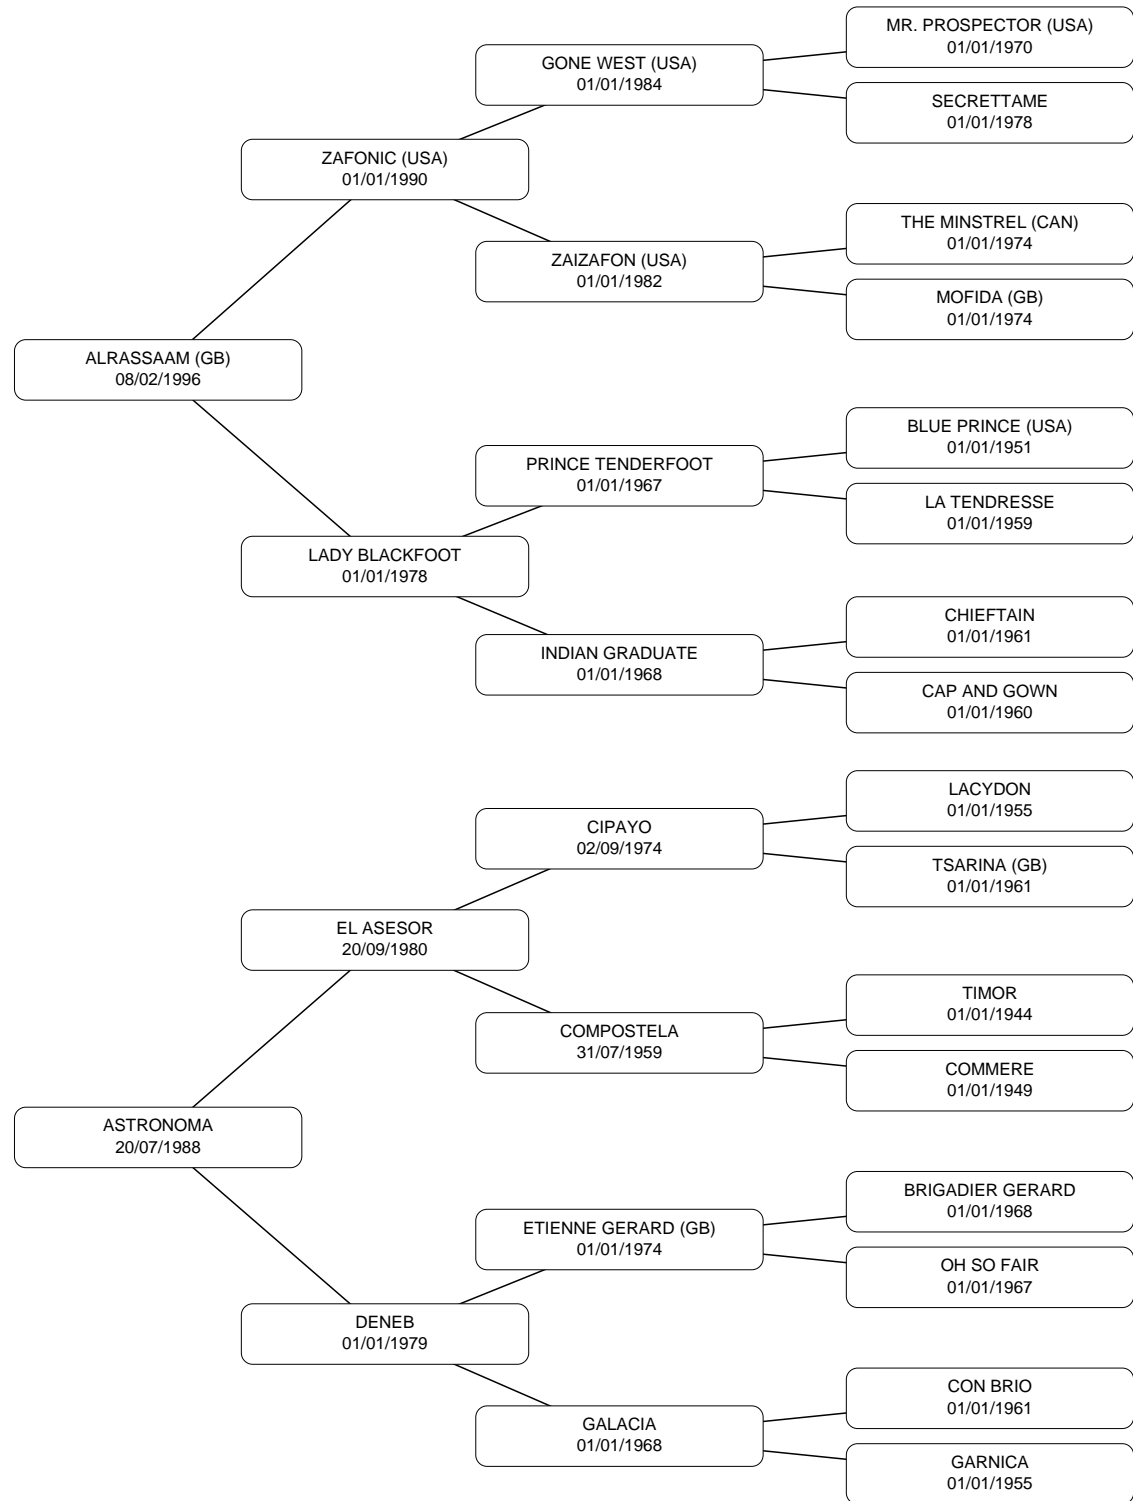 MR. PROSPECTOR (USA)
01/01/1970
GONE WEST (USA)
01/01/1984
SECRETTAME
01/01/1978
ZAFONIC (USA)
01/01/1990
THE MINSTREL (CAN)
01/01/1974
ZAIZAFON (USA)
01/01/1982
MOFIDA (GB)
01/01/1974
ALRASSAAM (GB)
08/02/1996
BLUE PRINCE (USA)
01/01/1951
PRINCE TENDERFOOT
01/01/1967
LA TENDRESSE
01/01/1959
LADY BLACKFOOT
01/01/1978
CHIEFTAIN
01/01/1961
INDIAN GRADUATE
01/01/1968
CAP AND GOWN
01/01/1960
LACYDON
01/01/1955
CIPAYO
02/09/1974
TSARINA (GB)
01/01/1961
EL ASESOR
20/09/1980
TIMOR
01/01/1944
COMPOSTELA
31/07/1959
COMMERE
01/01/1949
ASTRONOMA
20/07/1988
BRIGADIER GERARD
01/01/1968
ETIENNE GERARD (GB)
01/01/1974
OH SO FAIR
01/01/1967
DENEB
01/01/1979
CON BRIO
01/01/1961
GALACIA
01/01/1968
GARNICA
01/01/1955